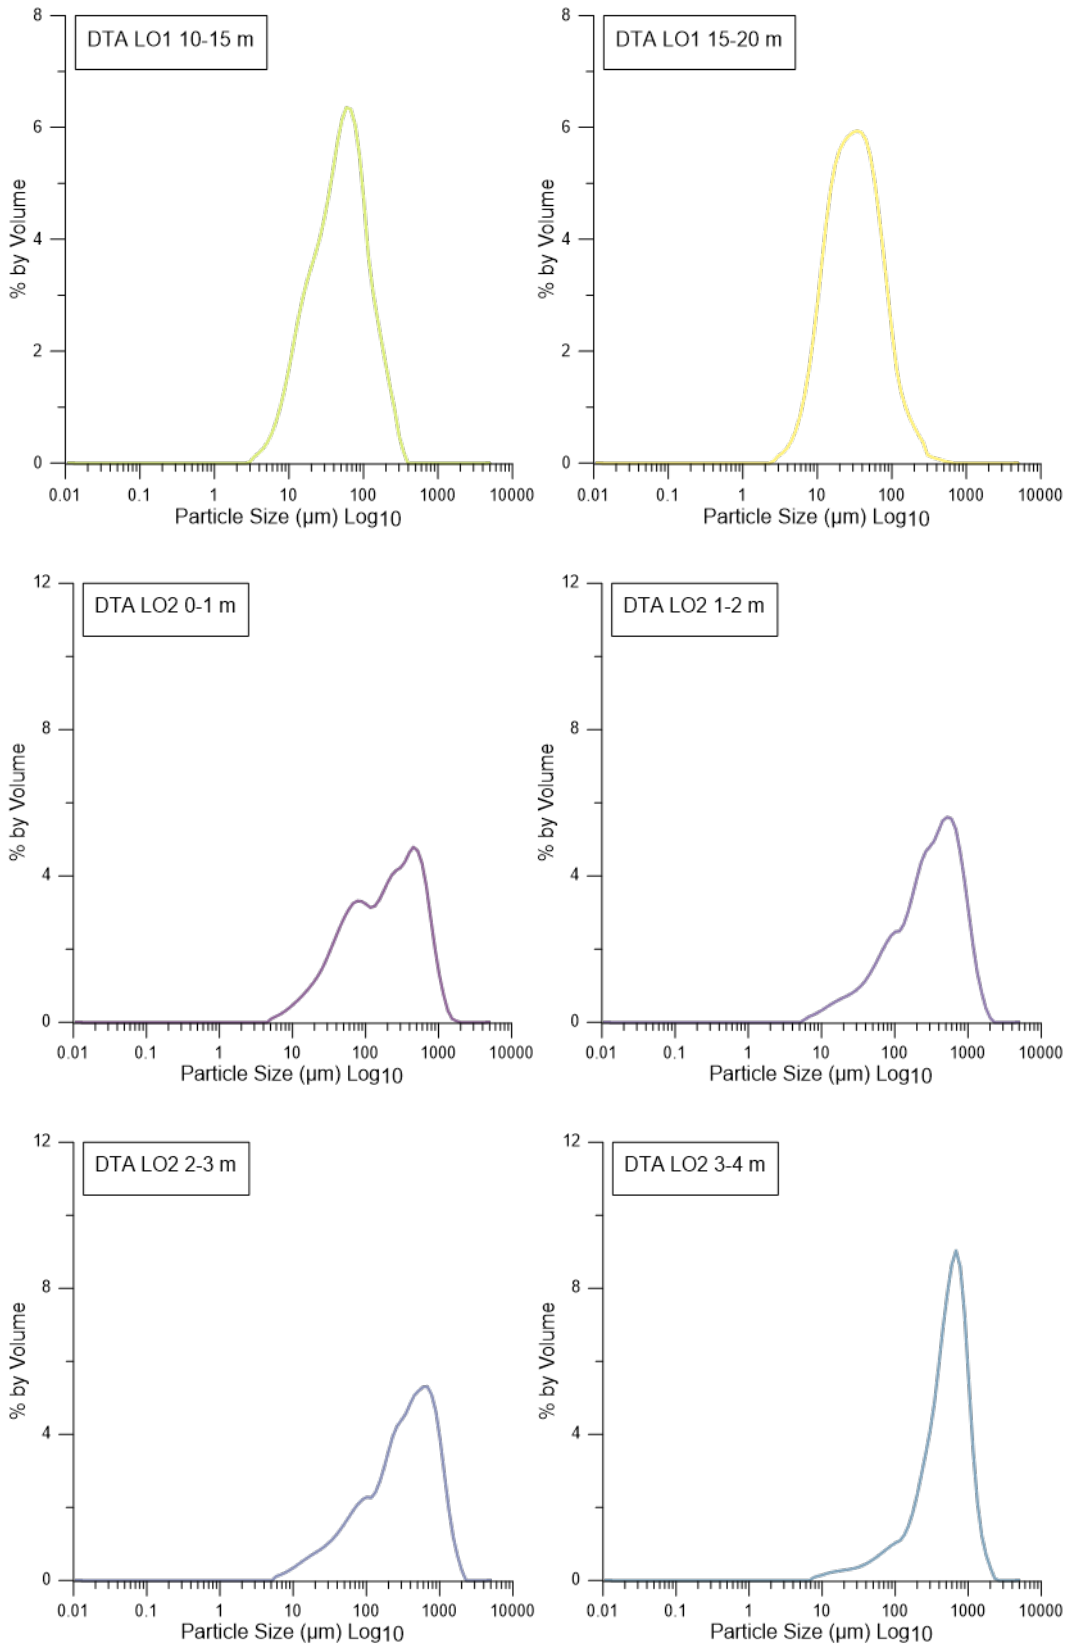 DTA LO1 10-15 m
8
6
4
2
0
% by Volume
0.01 0.1 1 10 100 1000 10000
Particle Size (µm) Log10
DTA LO1 15-20 m
8
6
4
2
0
% by Volume
0.01 0.1 1 10 100 1000 10000
Particle Size (µm) Log10
DTA LO2 0-1 m
12
8
4
0
% by Volume
0.01 0.1 1 10 100 1000 10000
Particle Size (µm) Log10
DTA LO2 1-2 m
12
8
4
0
% by Volume
0.01 0.1 1 10 100 1000 10000
Particle Size (µm) Log10
DTA LO2 2-3 m
12
8
4
0
% by Volume
0.01 0.1 1 10 100 1000 10000
Particle Size (µm) Log10
DTA LO2 3-4 m
12
8
4
0
% by Volume
0.01 0.1 1 10 100 1000 10000
Particle Size (µm) Log10